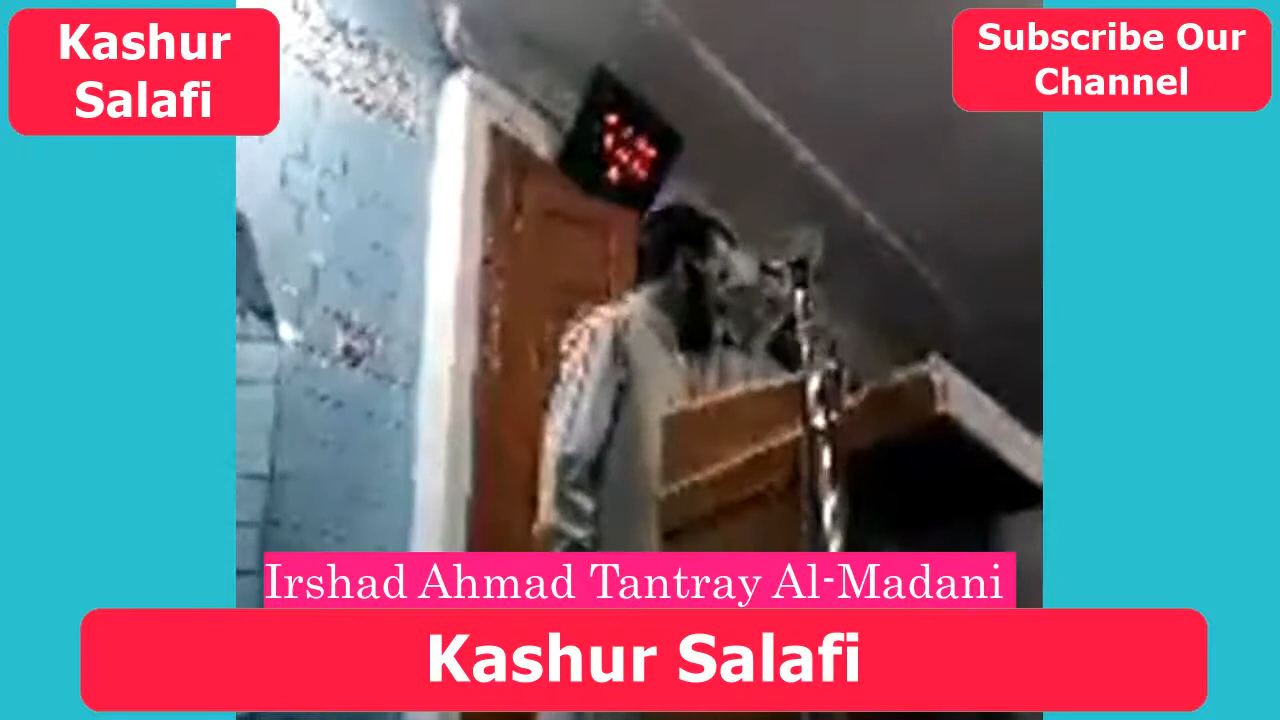 Kashur
Salafi
Subscribe Our
Channel
Irshad Ahmad Tantray Al-Madani
Kashur Salafi